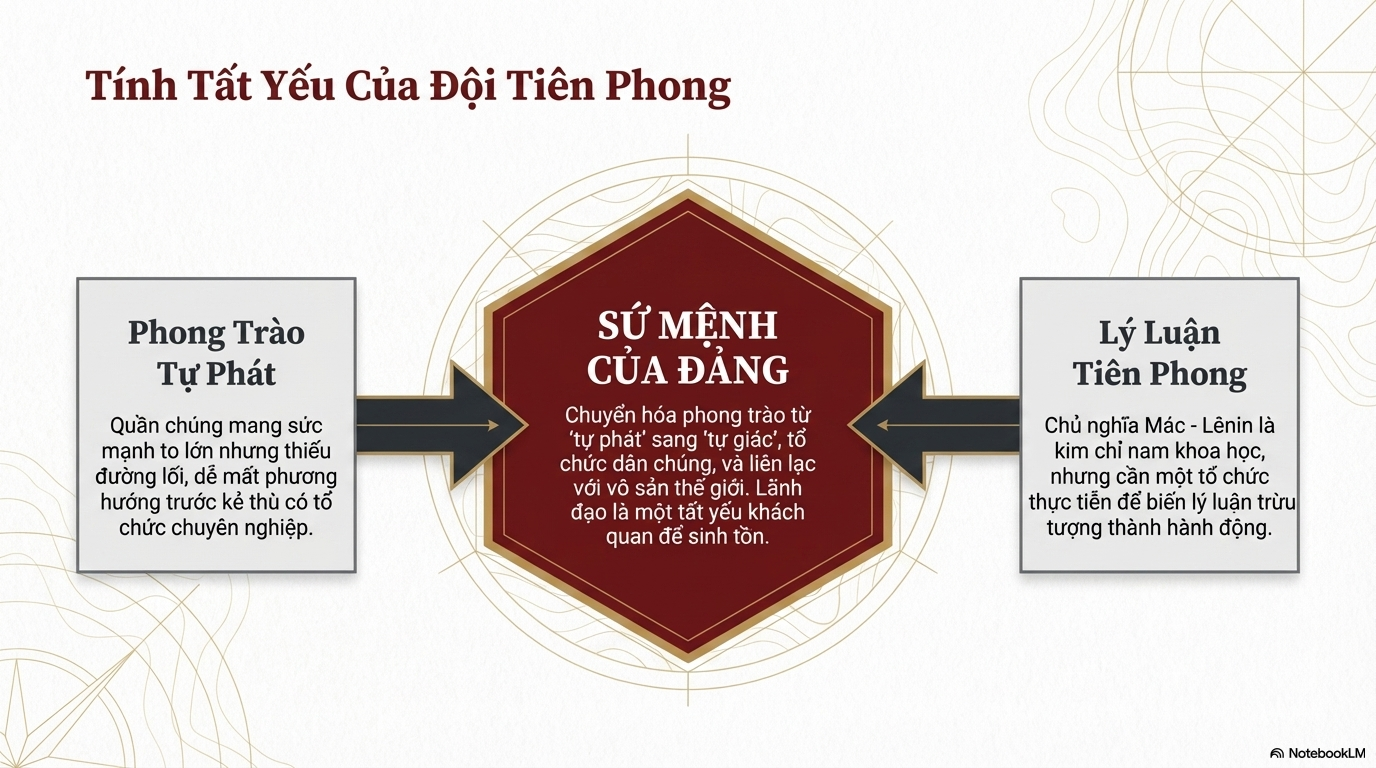 Tính Tất Yếu Của Đội Tiên Phong
Phong Trào
Tự Phát
Quần chúng mang sức
mạnh to lớn nhưng thiếu
đường lối, dễ mất phương
hướng trước kẻ thù có tổ
chức chuyên nghiệp.
SỨ MỆNH
CỦA ĐẢNG
Chuyển hóa phong trào từ
'tự phát' sang 'tự giác', tổ
chức dân chúng, và liên lạc
với vô sản thế giới. Lãnh
đạo là một tất yếu khách
quan để sinh tồn.
Lý Luận
Tiên Phong
Chủ nghĩa Mác - Lênin là
kim chỉ nam khoa học,
nhưng cần một tổ chức
thực tiễn để biến lý luận trừu
tượng thành hành động.
NotebookLM